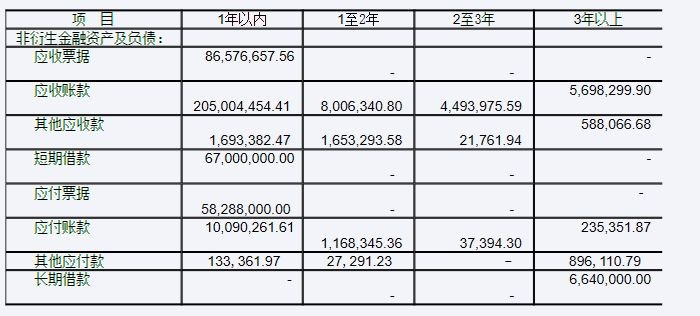 项 目 1年以内 1至2年 2至3年 3年以上
非衍生金融资产及负债：
应收票据 86,576,657.56 - - -
应收账款 205,004,454.41 8,006,340.80 4,493,975.59 5,698,299.90
其他应收款 1,693,382.47 1,653,293.58 21,761.94 588,066.68
短期借款 67,000,000.00 - - -
应付票据 58,288,000.00 - - -
应付账款 10,090,261.61 1,168,345.36 37,394.30 235,351.87
其他应付款 133,361.97 27,291.23 - 896,110.79
长期借款 - - - 6,640,000.00